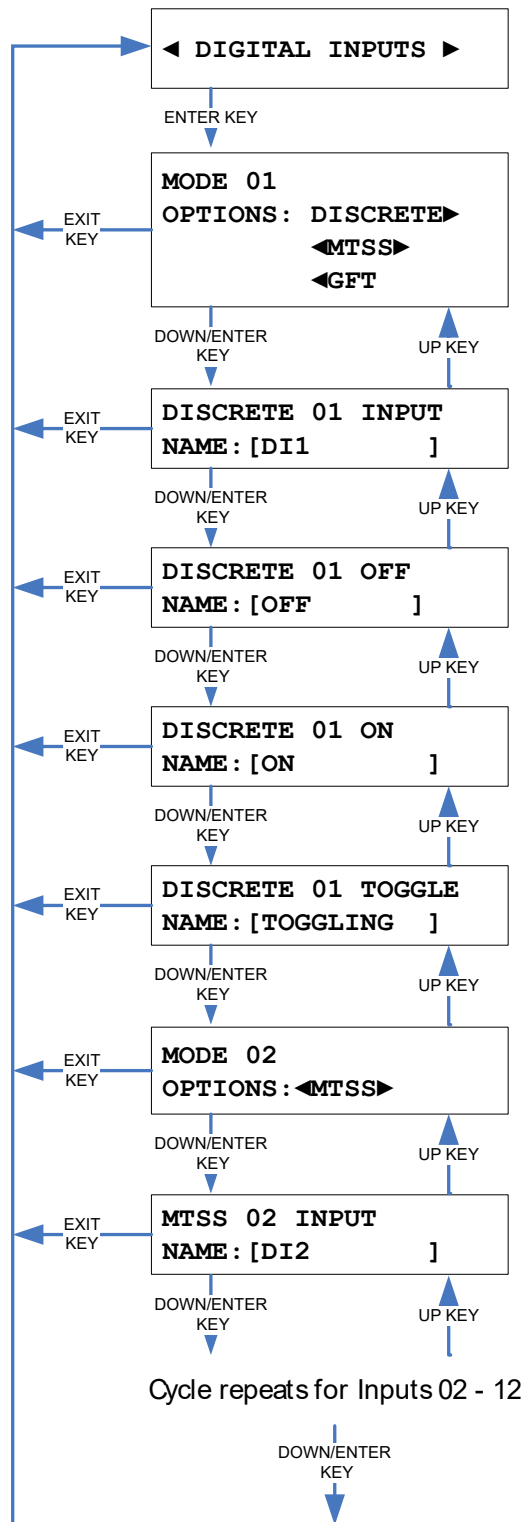 ◄ DIGITAL INPUTS ►
ENTER KEY
MODE 01
OPTIONS: DISCRETE►
◄MTSS►
◄GFT
EXIT
KEY
DOWN/ENTER
KEY
UP KEY
DISCRETE 01 INPUT
NAME:[DI1 ]
EXIT
KEY
DOWN/ENTER
KEY
UP KEY
DISCRETE 01 OFF
NAME:[OFF ]
EXIT
KEY
DOWN/ENTER
KEY
UP KEY
DISCRETE 01 ON
NAME:[ON ]
EXIT
KEY
DOWN/ENTER
KEY
UP KEY
DISCRETE 01 TOGGLE
NAME:[TOGGLING ]
EXIT
KEY
DOWN/ENTER
KEY
UP KEY
MODE 02
OPTIONS:◄MTSS►
EXIT
KEY
DOWN/ENTER
KEY
UP KEY
MTSS 02 INPUT
NAME:[DI2 ]
EXIT
KEY
DOWN/ENTER
KEY
UP KEY
Cycle repeats for Inputs 02 - 12
DOWN/ENTER
KEY